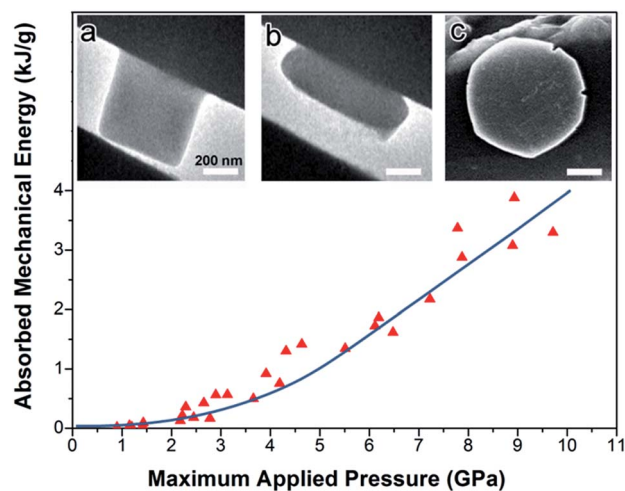 a
b
c
200 nm
Absorbed Mechanical Energy (kJ/g)
4
3
2
1
0
0 1 2 3 4 5 6 7 8 9 10 11
Maximum Applied Pressure (GPa)